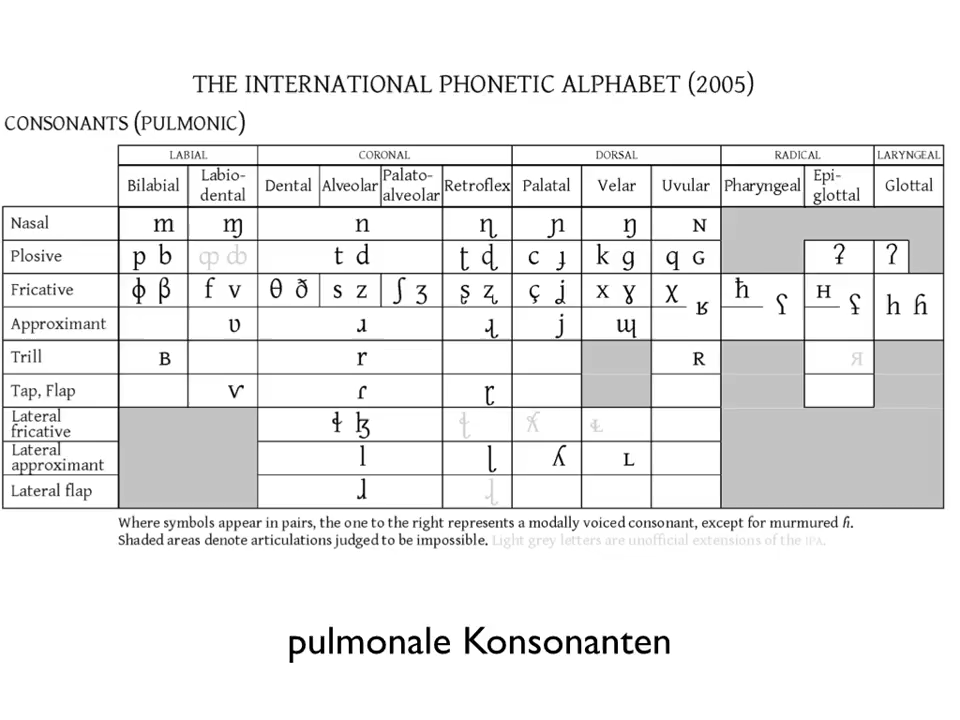 THE INTERNATIONAL PHONETIC ALPHABET (2005)
CONSONANTS (PULMONIC)
LABIAL CORONAL DORSAL RADICAL LARYNGEAL
Bilabial Labio-dental Dental Alveolar Palato-alveolar Retroflex Palatal Velar Uvular Pharyngeal Epi-glottal Glottal
Nasal m ɱ n ɳ ɲ ŋ ɴ
Plosive p b ȹ ȸ t d ʈ ɖ c ɟ k ɡ q ɢ ʡ ʔ
Fricative ɸ β f v θ ð s z ʃ ʒ ʂ ʐ ç ʝ x ɣ χ ʁ ħ ʕ ʜ ʢ h ɦ
Approximant ʋ ɹ ɻ j ɰ
Trill ʙ r ʀ ᴙ
Tap, Flap ⱱ ɾ ɽ
Lateral fricative ɬ ɮ
Lateral approximant l ɭ ʎ ʟ
Lateral flap ɺ
Where symbols appear in pairs, the one to the right represents a modally voiced consonant, except for murmured ɦ.
Shaded areas denote articulations judged to be impossible. Light grey letters are unofficial extensions of the IPA.
pulmonale Konsonanten